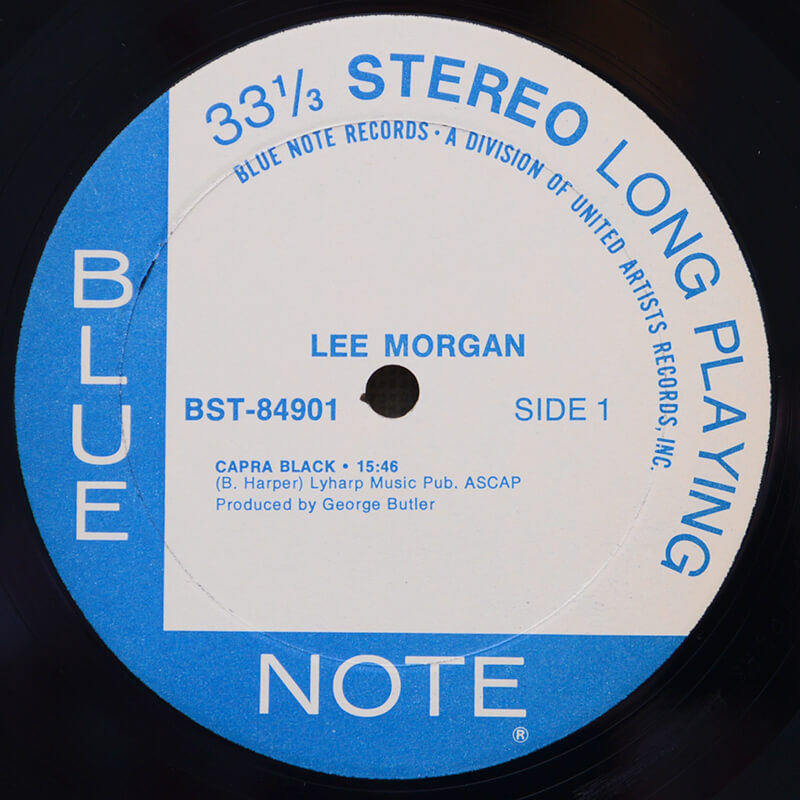 33⅓ STEREO LONG PLAYING
BLUE NOTE RECORDS · A DIVISION OF UNITED ARTISTS RECORDS, INC.
LEE MORGAN
BST-84901
SIDE 1
CAPRA BLACK • 15:46
(B. Harper) Lyharp Music Pub. ASCAP
Produced by George Butler
BLUE
NOTE
®